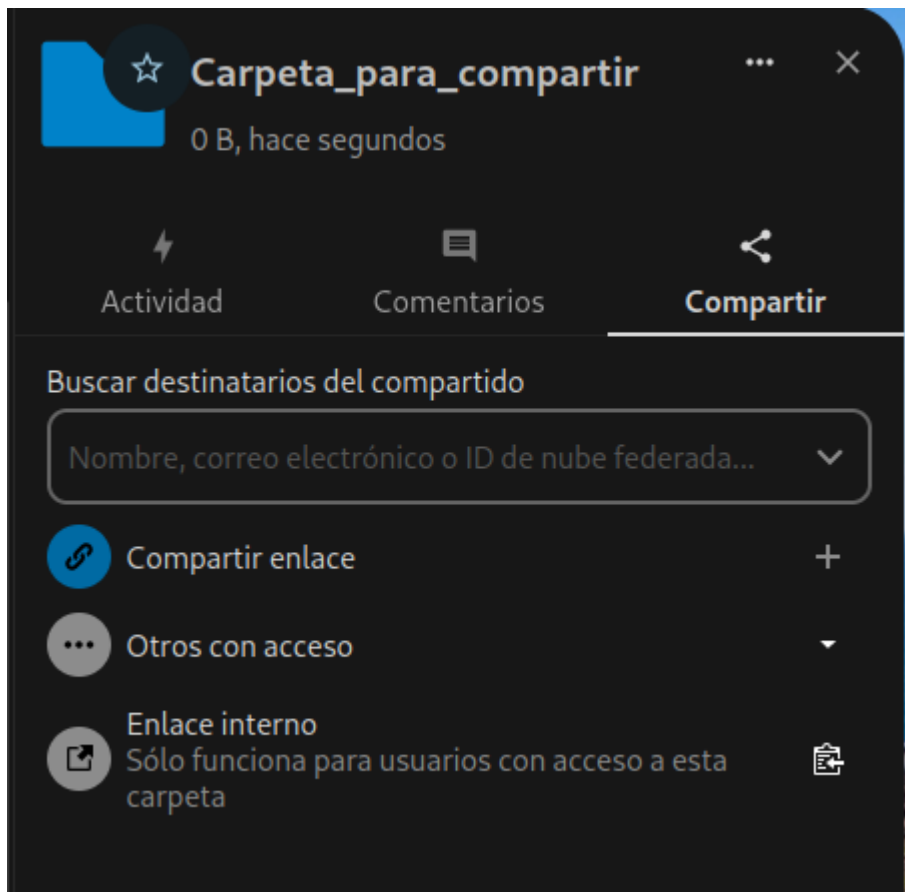 Carpeta_para_compartir
0 B, hace segundos
Actividad
Comentarios
Compartir
Buscar destinatarios del compartido
Nombre, correo electrónico o ID de nube federada...
Compartir enlace
Otros con acceso
Enlace interno
Sólo funciona para usuarios con acceso a esta
carpeta